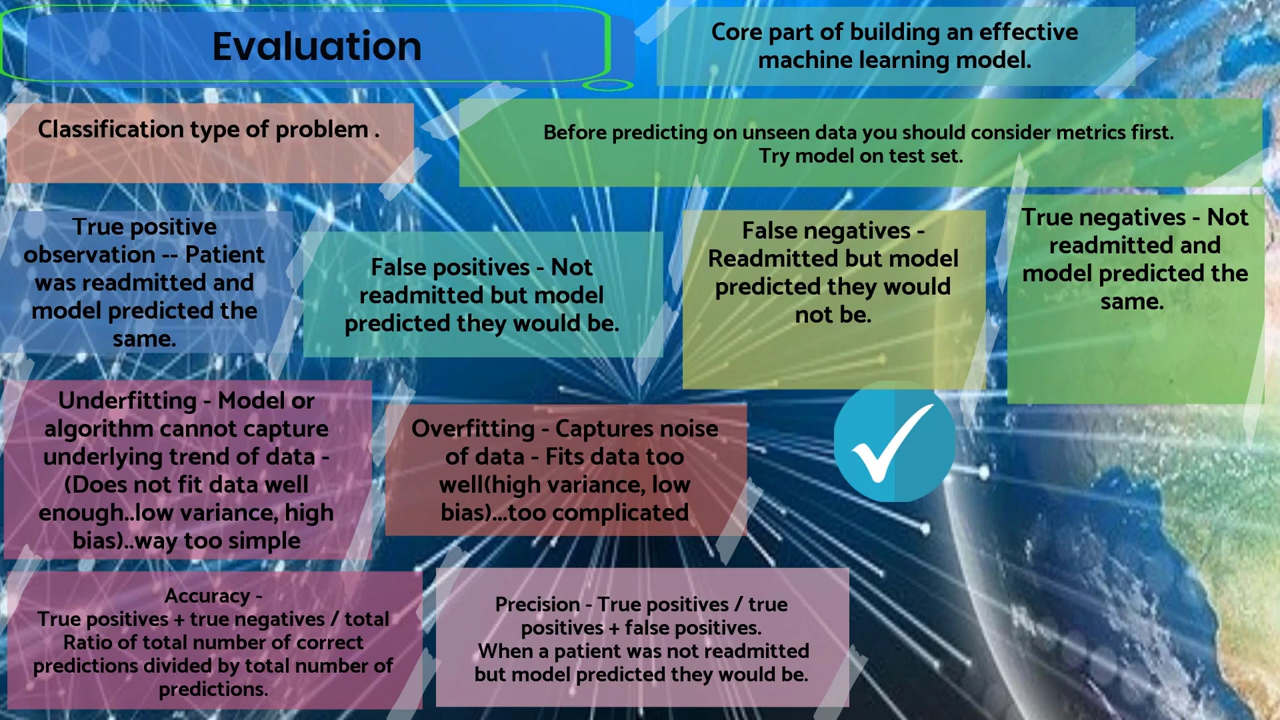 Evaluation
Core part of building an effective
machine learning model.
Classification type of problem .
Before predicting on unseen data you should consider metrics first.
Try model on test set.
True positive
observation -- Patient
was readmitted and
model predicted the
same.
False positives - Not
readmitted but model
predicted they would be.
False negatives -
Readmitted but model
predicted they would
not be.
True negatives - Not
readmitted and
model predicted the
same.
Underfitting - Model or
algorithm cannot capture
underlying trend of data -
(Does not fit data well
enough..low variance, high
bias)..way too simple
Overfitting - Captures noise
of data - Fits data too
well(high variance, low
bias)...too complicated
Accuracy -
True positives + true negatives / total
Ratio of total number of correct
predictions divided by total number of
predictions.
Precision - True positives / true
positives + false positives.
When a patient was not readmitted
but model predicted they would be.